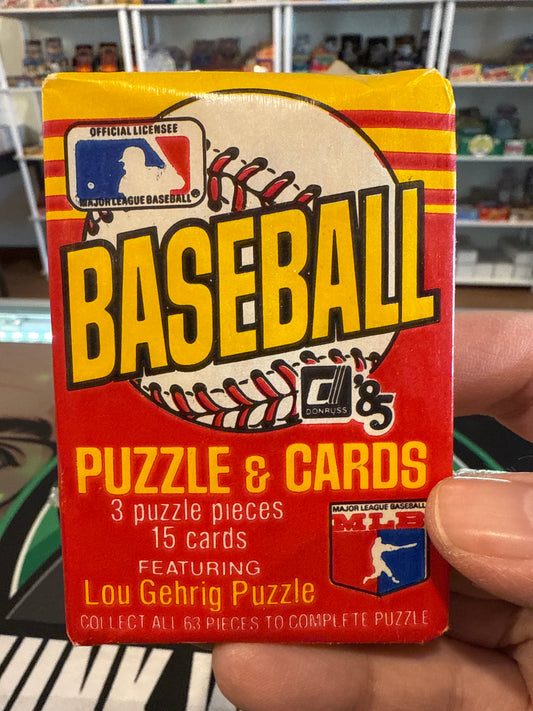 OFFICIAL LICENSEE
MAJOR LEAGUE BASEBALL®
BASEBALL
d
DONRUSS
'85
PUZZLE & CARDS
3 puzzle pieces
15 cards
FEATURING
Lou Gehrig Puzzle
COLLECT ALL 63 PIECES TO COMPLETE PUZZLE
MAJOR LEAGUE BASEBALL
MLB